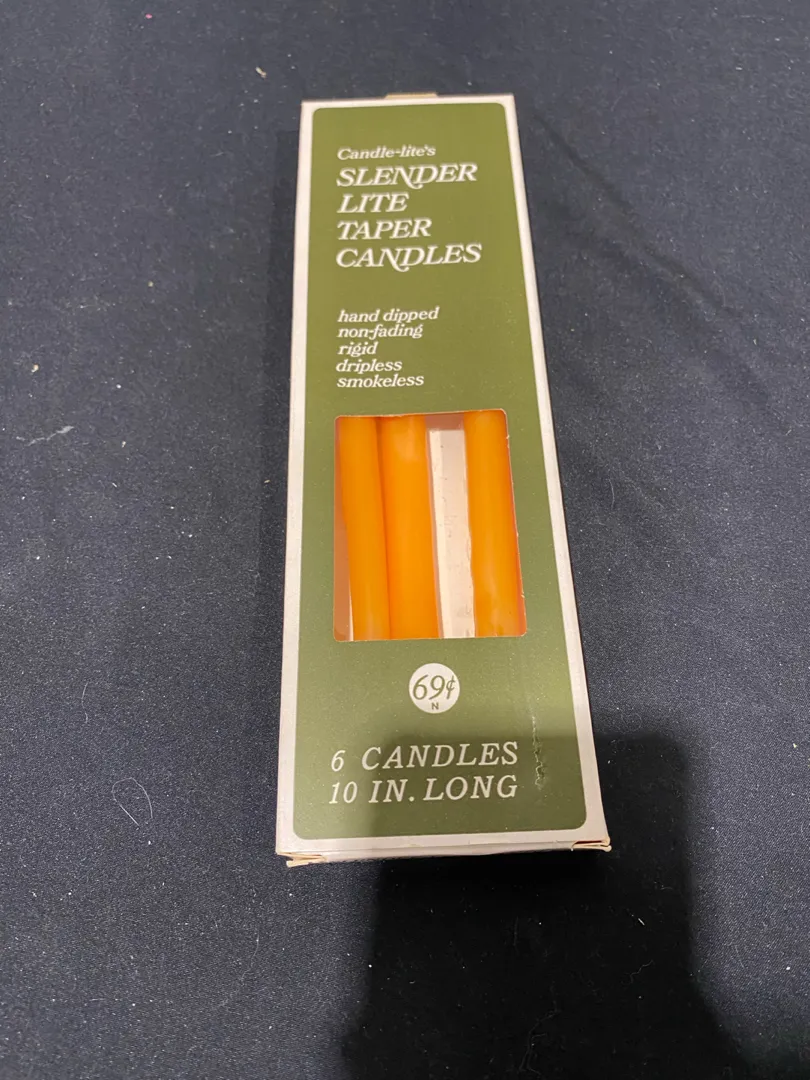 Candle-lite's
SLENDER
LITE
TAPER
CANDLES
hand dipped
non-fading
rigid
dripless
smokeless
69¢
N
6 CANDLES
10 IN. LONG